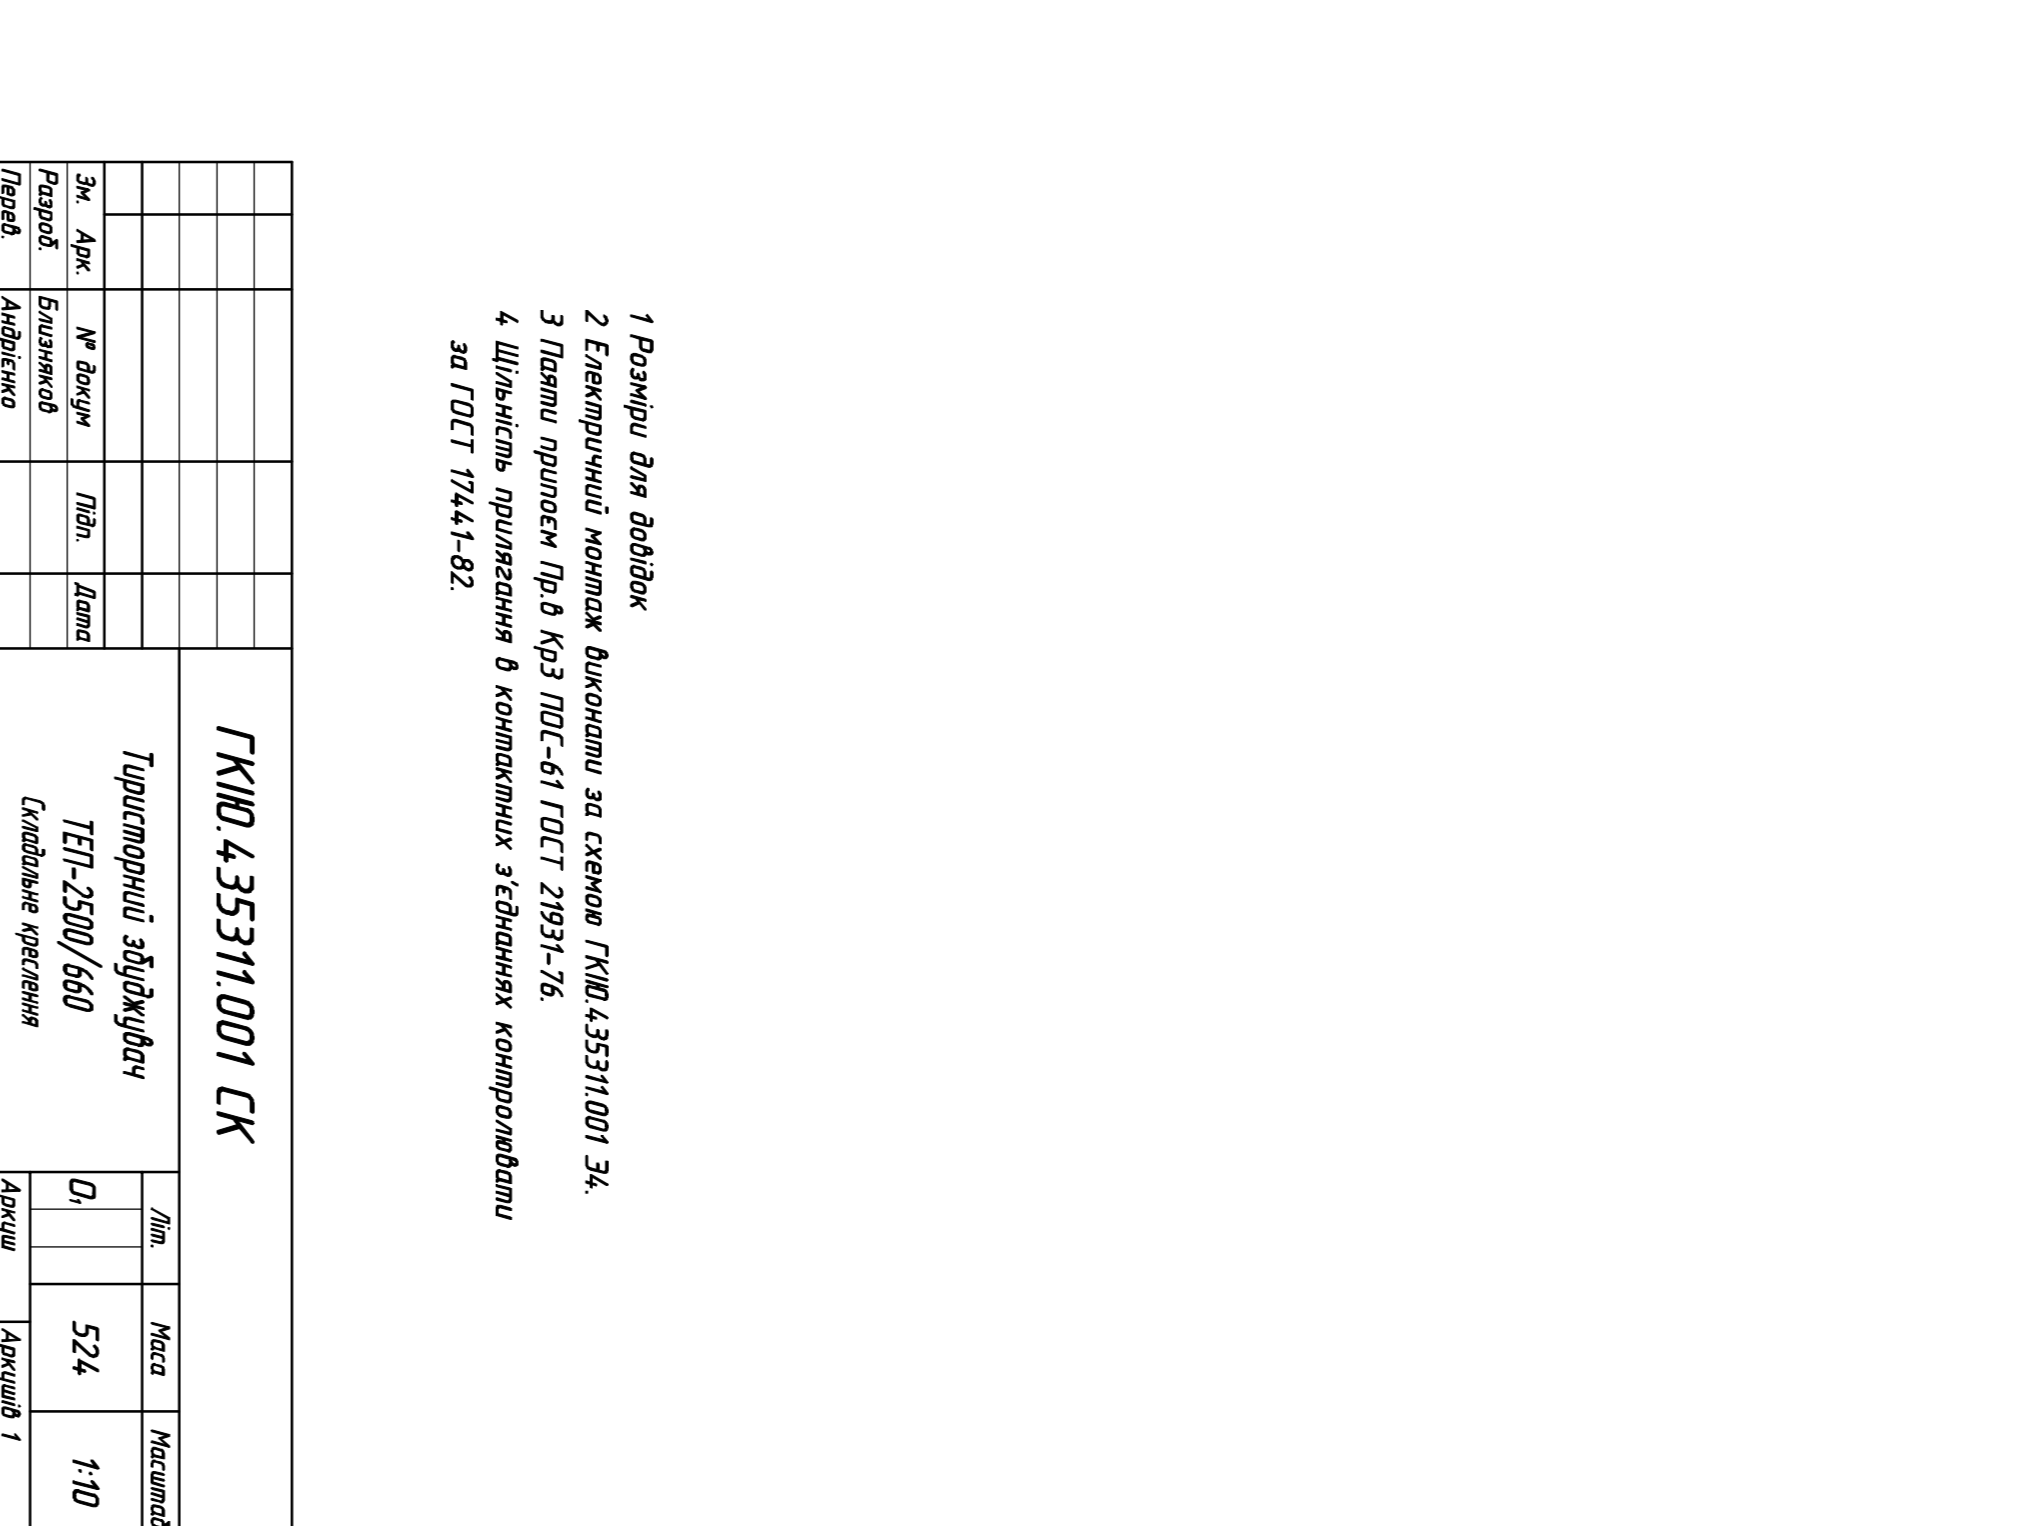 1 Розміри для довідок
2 Електричний монтаж виконати за схемою ГКІЮ.435311.001 Э4.
3 Паяти припоєм Пр.в Кр3 ПОС-61 ГОСТ 21931-76.
4 Щільність прилягання в контактних з'єднаннях контролювати
за ГОСТ 17441-82.
ГКІЮ.435311.001 СК
Зм. Арк. № докум Підп. Дата
Разроб. Близняков
Перев. Андрієнко
Тиристорний збуджувач
ТЕП-2500/660
Складальне креслення
Літ. Маса Масштаб
О₁ 524 1:10
Аркуш Аркушів 1